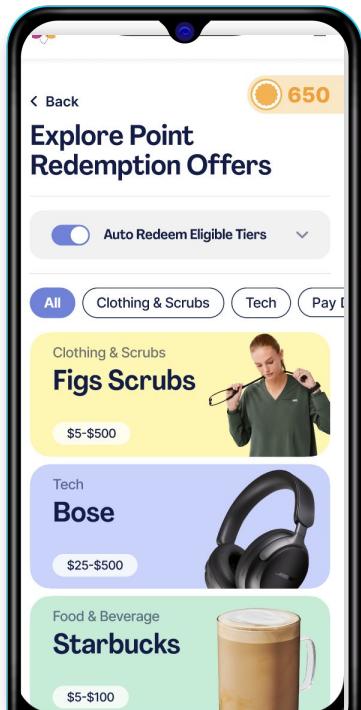 650
< Back
Explore Point
Redemption Offers
Auto Redeem Eligible Tiers
All
Clothing & Scrubs
Tech
Pay
Clothing & Scrubs
Figs Scrubs
$5-$500
Tech
Bose
$25-$500
Food & Beverage
Starbucks
$5-$100